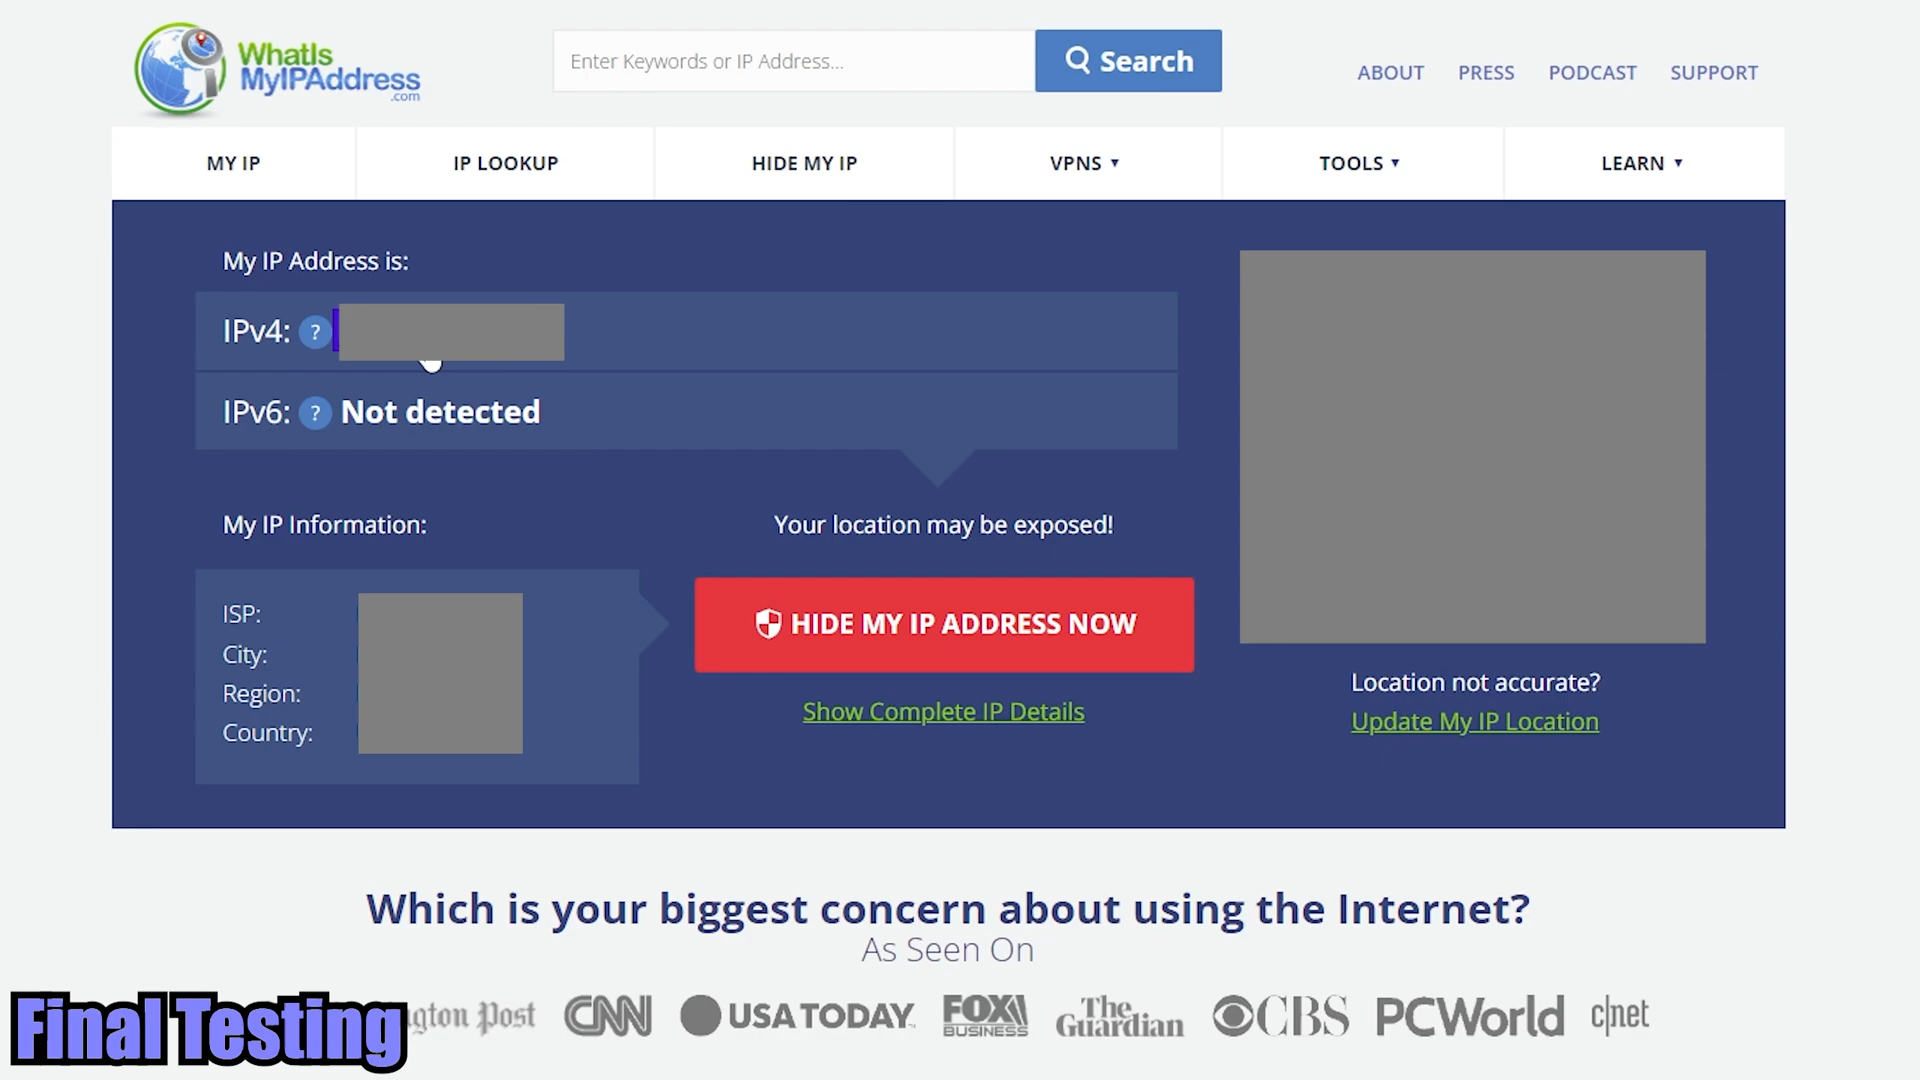 WhatIs
MyIPAddress
.com
Enter Keywords or IP Address...
Search
ABOUT PRESS PODCAST SUPPORT
MY IP IP LOOKUP HIDE MY IP VPNS TOOLS LEARN
My IP Address is:
IPv4: ?
IPv6: ? Not detected
My IP Information:
Your location may be exposed!
ISP:
City:
Region:
Country:
HIDE MY IP ADDRESS NOW
Show Complete IP Details
Location not accurate?
Update My IP Location
Which is your biggest concern about using the Internet?
As Seen On
Final Testing
Post CNN USA TODAY FOX BUSINESS The Guardian CBS PCWorld c|net